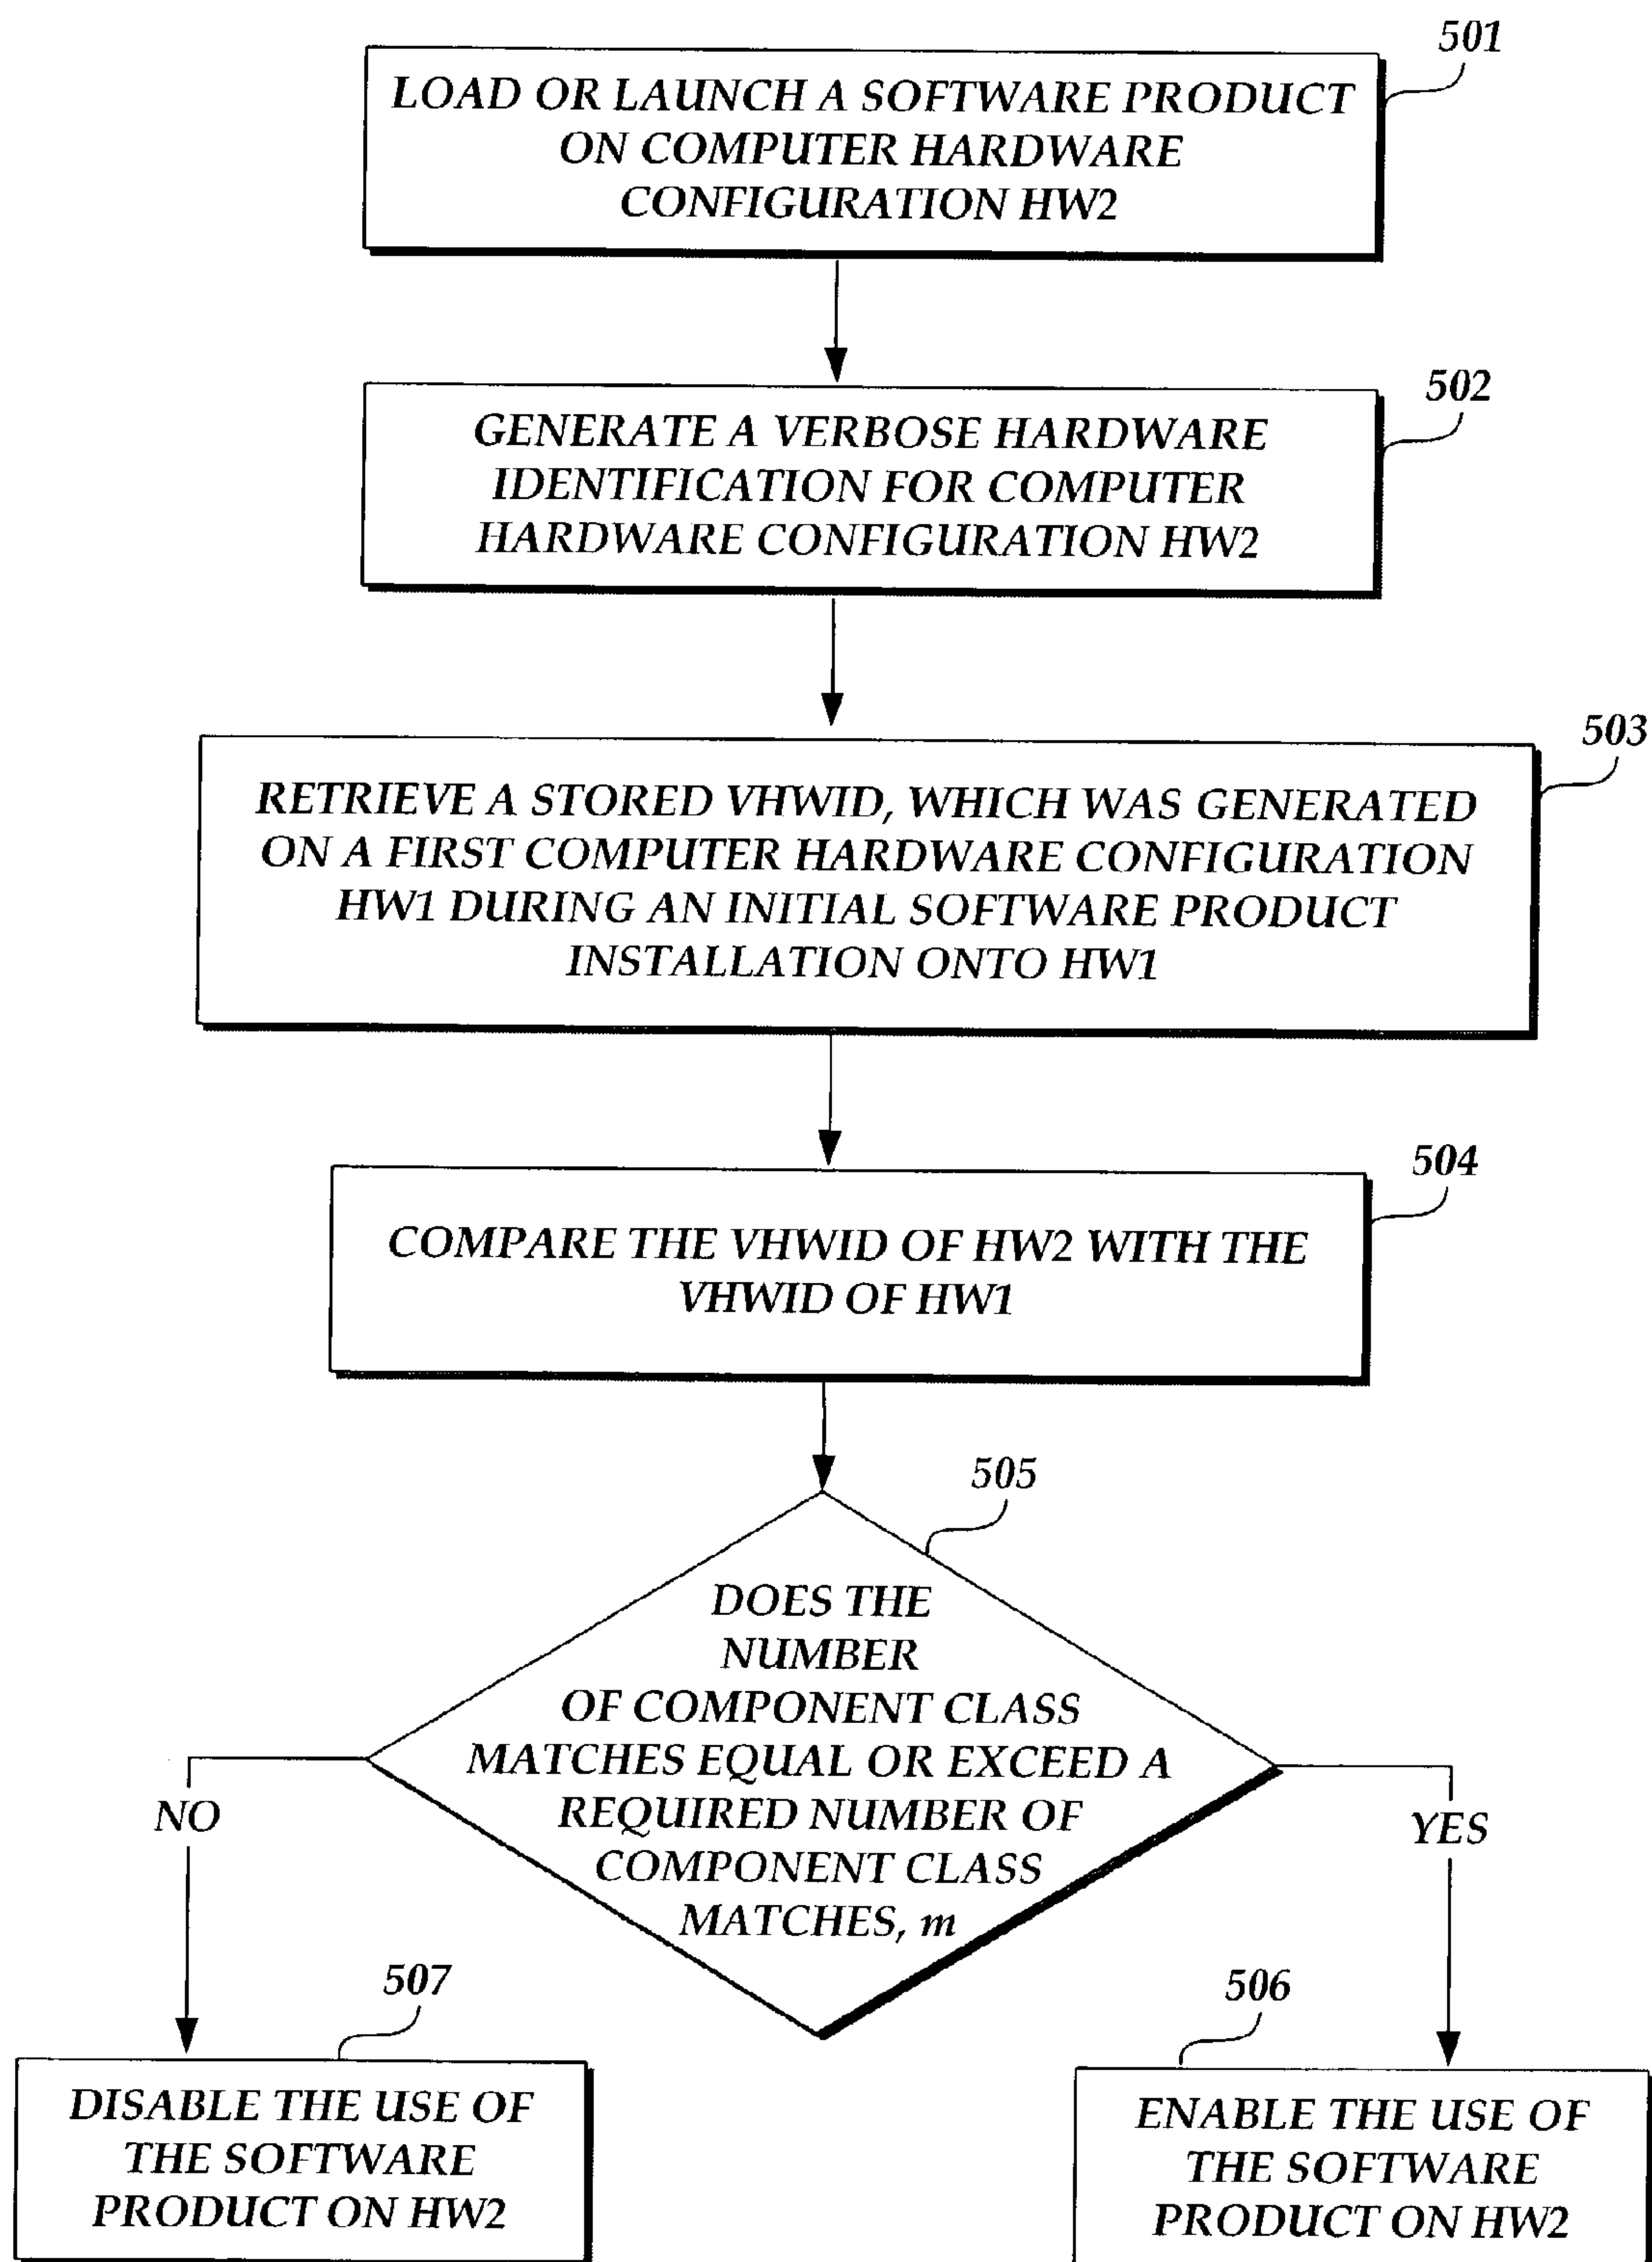 501
LOAD OR LAUNCH A SOFTWARE PRODUCT
ON COMPUTER HARDWARE
CONFIGURATION HW2
502
GENERATE A VERBOSE HARDWARE
IDENTIFICATION FOR COMPUTER
HARDWARE CONFIGURATION HW2
503
RETRIEVE A STORED VHWID, WHICH WAS GENERATED
ON A FIRST COMPUTER HARDWARE CONFIGURATION
HW1 DURING AN INITIAL SOFTWARE PRODUCT
INSTALLATION ONTO HW1
504
COMPARE THE VHWID OF HW2 WITH THE
VHWID OF HW1
505
DOES THE
NUMBER
OF COMPONENT CLASS
MATCHES EQUAL OR EXCEED A
REQUIRED NUMBER OF
COMPONENT CLASS
MATCHES, m
NO
YES
507
DISABLE THE USE OF
THE SOFTWARE
PRODUCT ON HW2
506
ENABLE THE USE OF
THE SOFTWARE
PRODUCT ON HW2